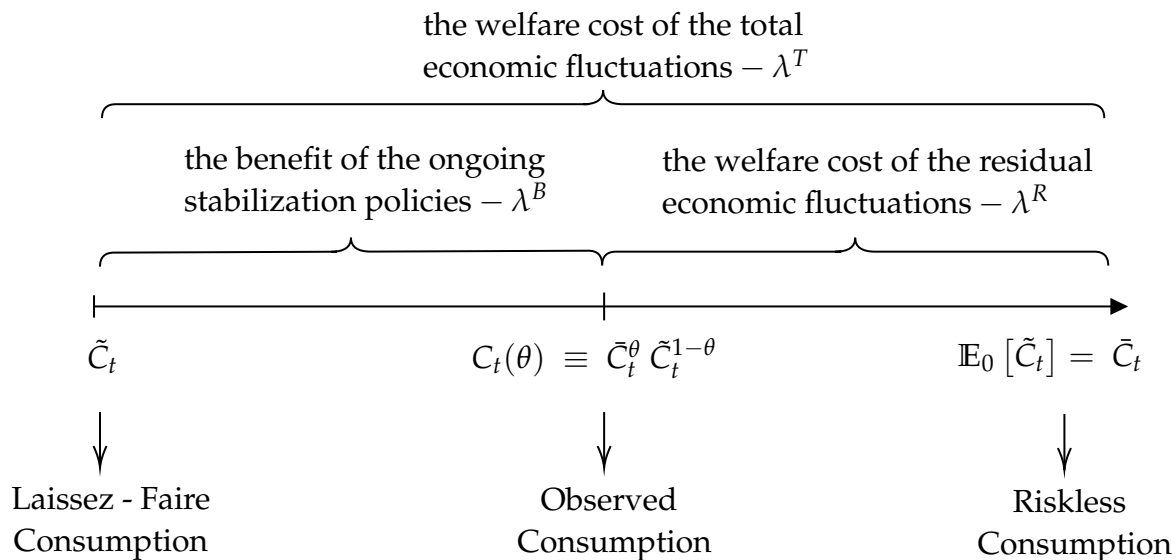 the welfare cost of the total
economic fluctuations − λ^T
the benefit of the ongoing
stabilization policies − λ^B
the welfare cost of the residual
economic fluctuations − λ^R
C̃_t
C_t(θ) ≡ C̄_t^θ C̃_t^{1−θ}
𝔼_0 [C̃_t] = C̄_t
Laissez - Faire
Consumption
Observed
Consumption
Riskless
Consumption